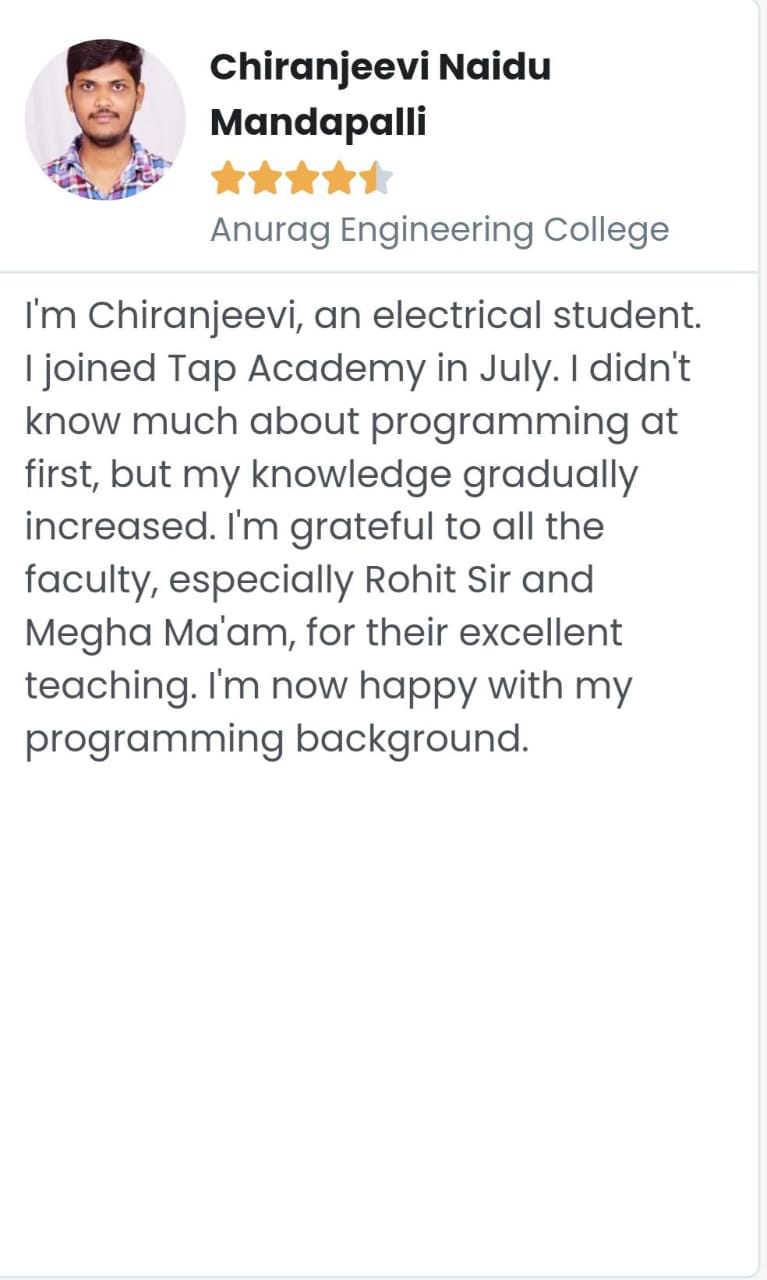 Chiranjeevi Naidu
Mandapalli
Anurag Engineering College
I'm Chiranjeevi, an electrical student.
I joined Tap Academy in July. I didn't
know much about programming at
first, but my knowledge gradually
increased. I'm grateful to all the
faculty, especially Rohit Sir and
Megha Ma'am, for their excellent
teaching. I'm now happy with my
programming background.